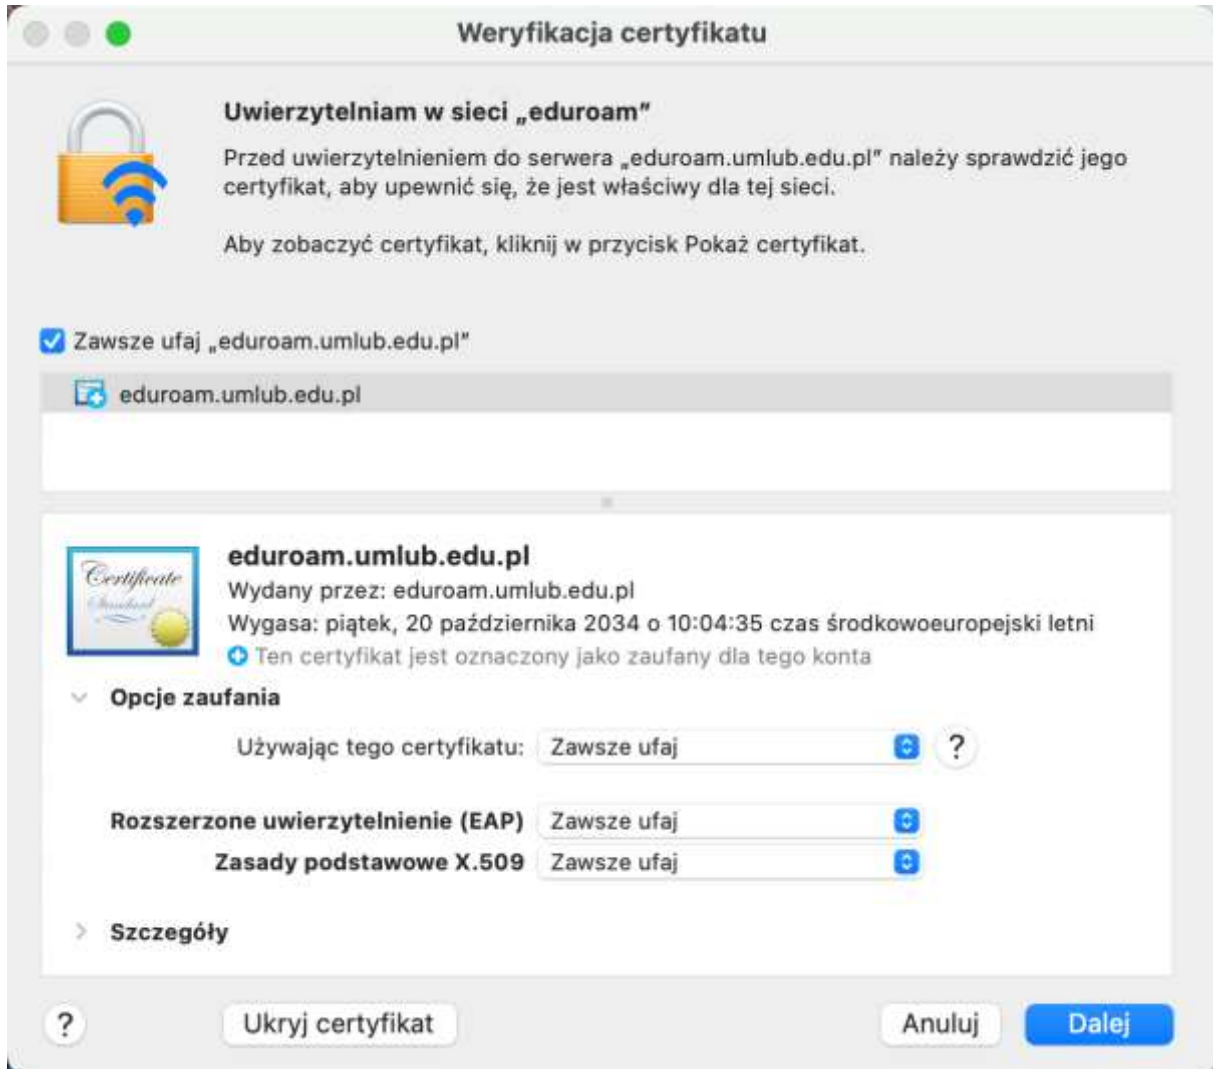 Weryfikacja certyfikatu
Uwierzytelniam w sieci „eduroam”
Przed uwierzytelnieniem do serwera „eduroam.umlub.edu.pl” należy sprawdzić jego
certyfikat, aby upewnić się, że jest właściwy dla tej sieci.
Aby zobaczyć certyfikat, kliknij w przycisk Pokaż certyfikat.
Zawsze ufaj „eduroam.umlub.edu.pl”
eduroam.umlub.edu.pl
Certificate
Standard
eduroam.umlub.edu.pl
Wydany przez: eduroam.umlub.edu.pl
Wygasa: piątek, 20 października 2034 o 10:04:35 czas środkowoeuropejski letni
Ten certyfikat jest oznaczony jako zaufany dla tego konta
Opcje zaufania
Używając tego certyfikatu: Zawsze ufaj ?
Rozszerzone uwierzytelnienie (EAP) Zawsze ufaj
Zasady podstawowe X.509 Zawsze ufaj
Szczegóły
? Ukryj certyfikat Anuluj Dalej